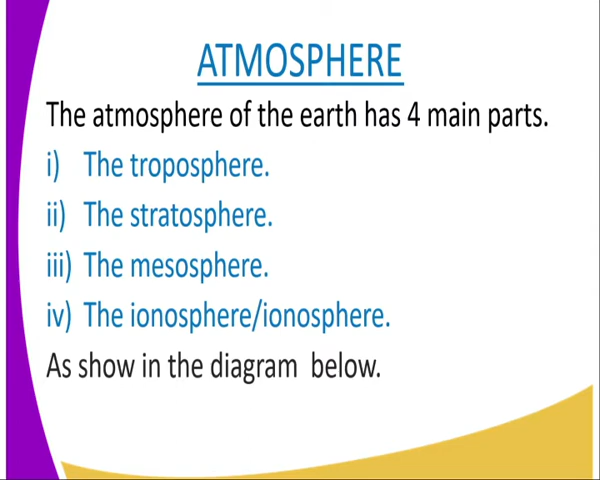 ATMOSPHERE
The atmosphere of the earth has 4 main parts.
i) The troposphere.
ii) The stratosphere.
iii) The mesosphere.
iv) The ionosphere/ionosphere.
As show in the diagram below.